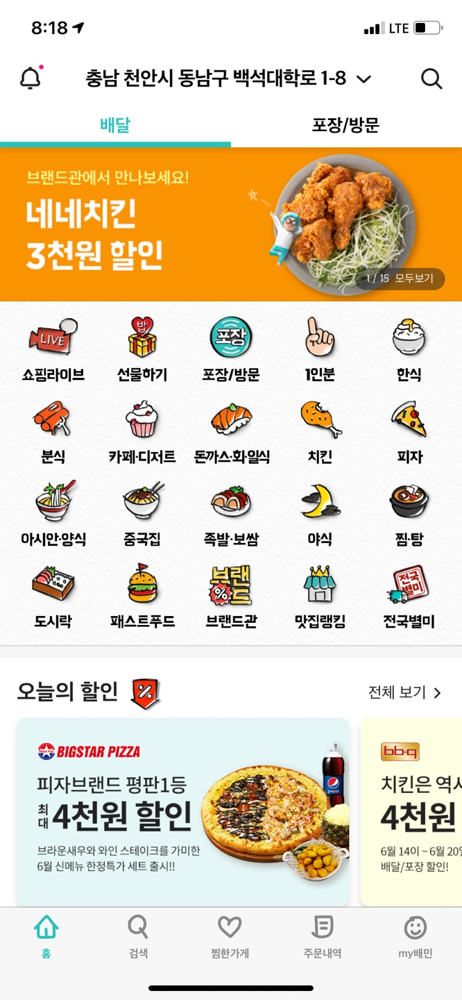 8:18
LTE
충남 천안시 동남구 백석대학로 1-8
배달
포장/방문
브랜드관에서 만나보세요!
네네치킨
3천원 할인
1 / 15 모두보기
LIVE
밥
포장
쇼핑라이브
선물하기
포장/방문
1인분
한식
분식
카페·디저트
돈까스·회·일식
치킨
피자
아시안·양식
중국집
족발·보쌈
야식
찜·탕
브랜드
%
전국별미
도시락
패스트푸드
브랜드관
맛집랭킹
전국별미
오늘의 할인
%
전체 보기
BIGSTAR PIZZA
피자브랜드 평판1등
최대 4천원 할인
브라운새우와 와인 스테이크를 가미한
6월 신메뉴 한정특가 세트 출시!!
pepsi
bb·q
치킨은 역시
4천원
6월 14이 ~ 6월 20일
배달/포장 할인!
홈
검색
찜한가게
주문내역
my배민